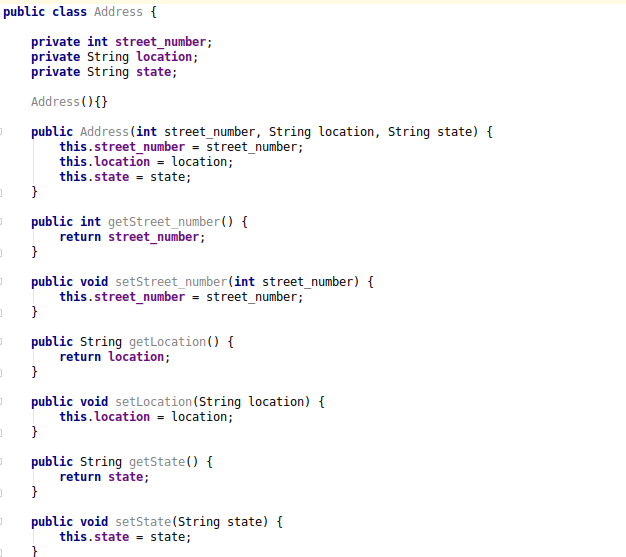 public class Address {
private int street_number;
private String location;
private String state;
Address(){}
public Address(int street_number, String location, String state) {
this.street_number = street_number;
this.location = location;
this.state = state;
}
public int getStreet_number() {
return street_number;
}
public void setStreet_number(int street_number) {
this.street_number = street_number;
}
public String getLocation() {
return location;
}
public void setLocation(String location) {
this.location = location;
}
public String getState() {
return state;
}
public void setState(String state) {
this.state = state;
}